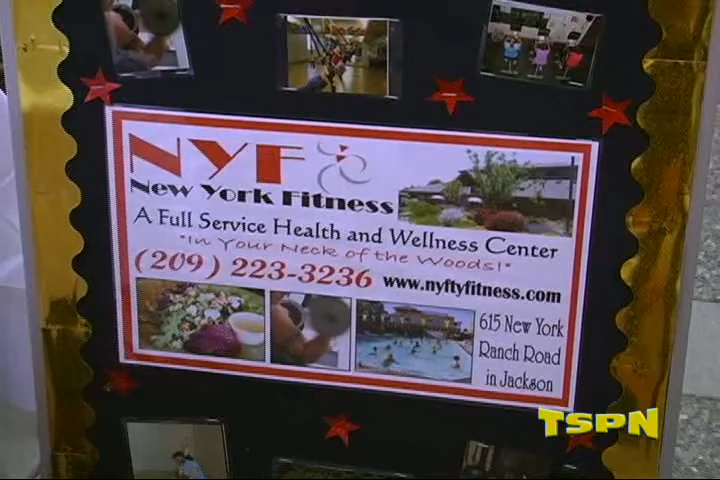 NYF
New York Fitness
A Full Service Health and Wellness Center
"In Your Neck of the Woods!"
(209) 223-3236 www.nyftyfitness.com
615 New York
Ranch Road
in Jackson
TSPN